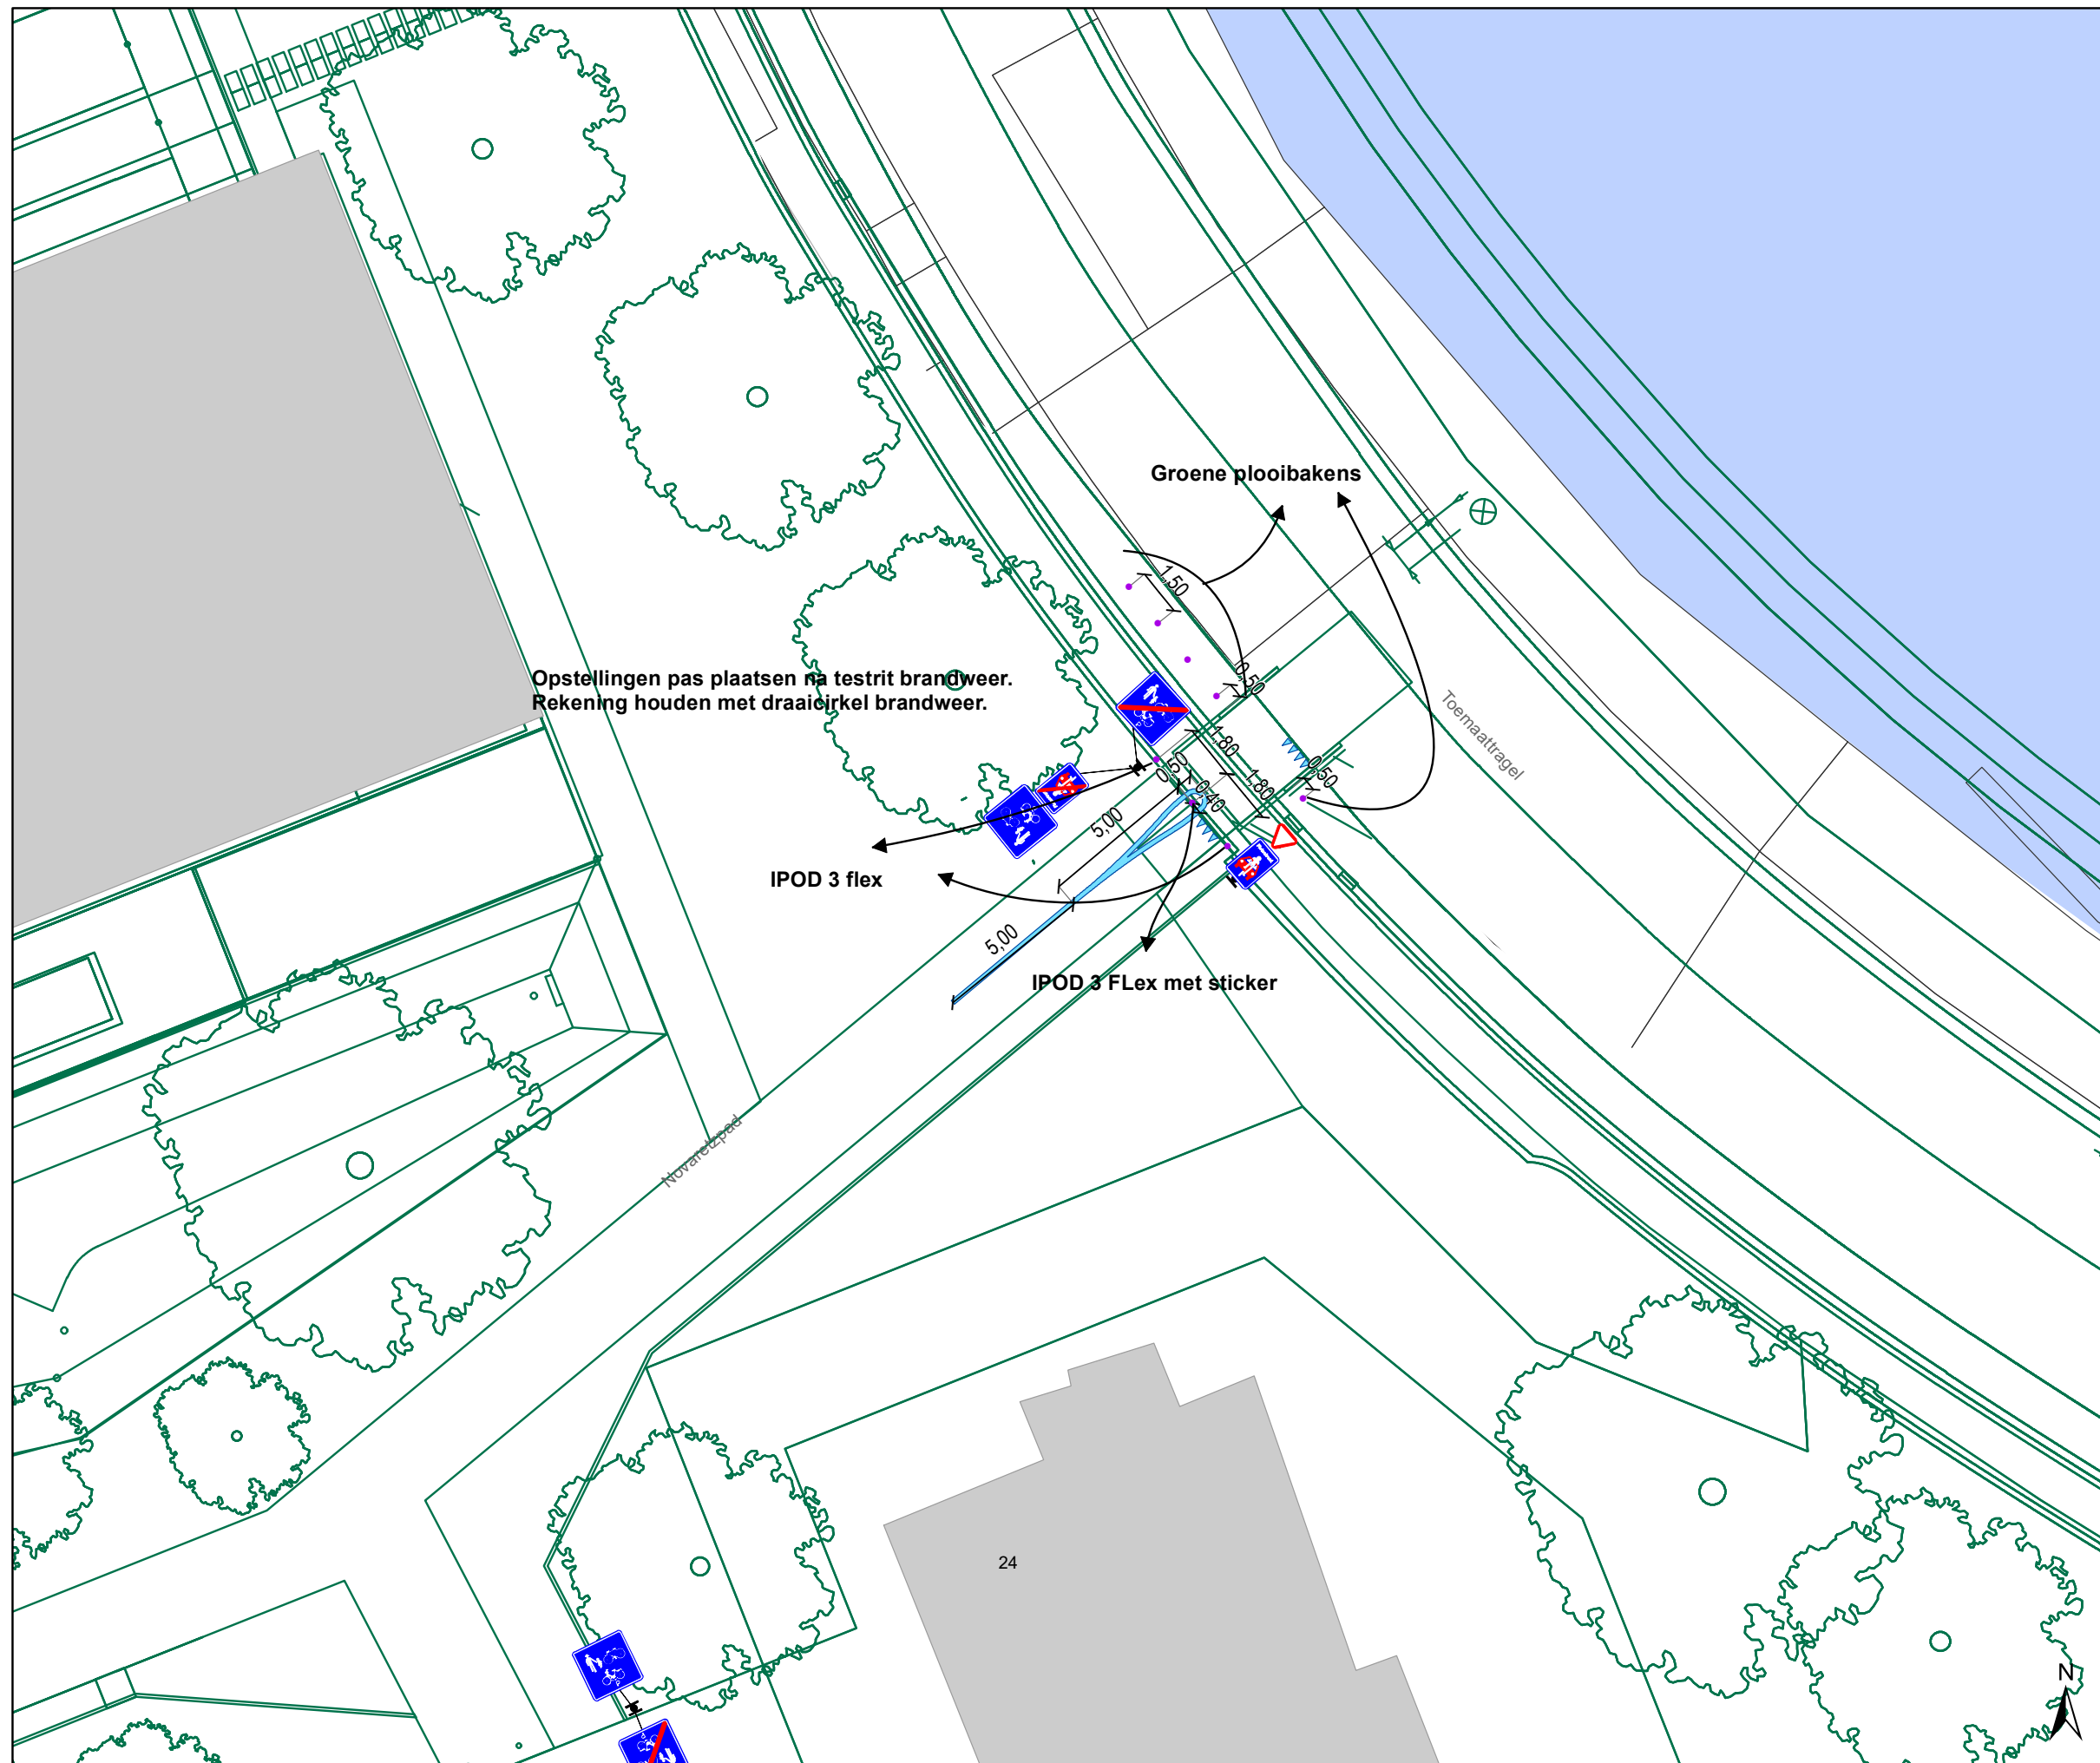 Groene plooibakens
1,50
0,50
Opstellingen pas plaatsen na testrit brandweer.
Rekening houden met draaicirkel brandweer.
Toemaattragel
1,80
0,50
1,80
0,50
0,40
5,00
IPOD 3 flex
5,00
IPOD 3 FLex met sticker
Novaretzpad
24
N